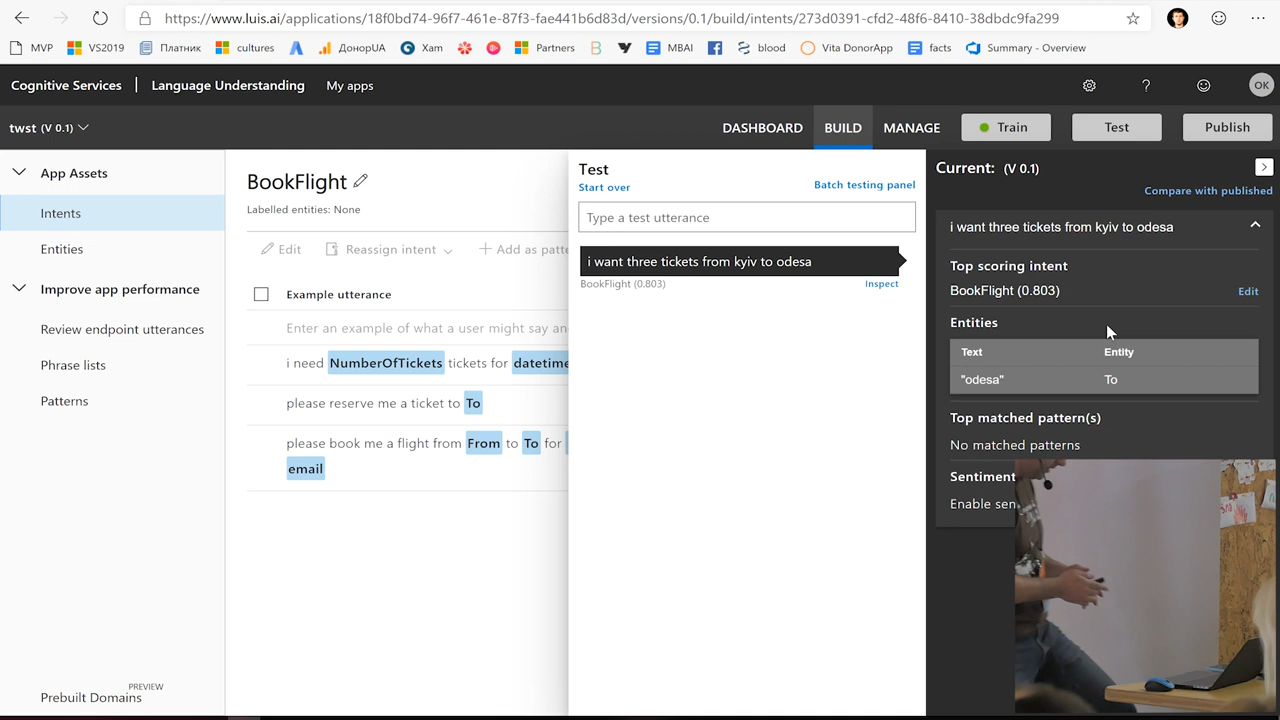 https://www.luis.ai/applications/18f0bd74-96f7-461e-87f3-fae441b6d83d/versions/0.1/build/intents/273d0391-cfd2-48f6-8410-38dbdc9fa299
MVP VS2019 Платник cultures ДонорUA Хам Partners MBAI blood Vita DonorApp facts Summary - Overview
Cognitive Services Language Understanding My apps ? OK
twst (V 0.1) DASHBOARD BUILD MANAGE Train Test Publish
App Assets
Intents
Entities
Improve app performance
Review endpoint utterances
Phrase lists
Patterns
PREVIEW
Prebuilt Domains
BookFlight
Labelled entities: None
Edit Reassign intent Add as patte
Example utterance
Enter an example of what a user might say an
i need NumberOfTickets tickets for datetime
please reserve me a ticket to To
please book me a flight from From to To for
email
Test
Start over Batch testing panel
Type a test utterance
i want three tickets from kyiv to odesa
BookFlight (0.803) Inspect
Current: (V 0.1)
Compare with published
i want three tickets from kyiv to odesa
Top scoring intent
BookFlight (0.803) Edit
Entities
Text Entity
"odesa" To
Top matched pattern(s)
No matched patterns
Sentiment
Enable sen